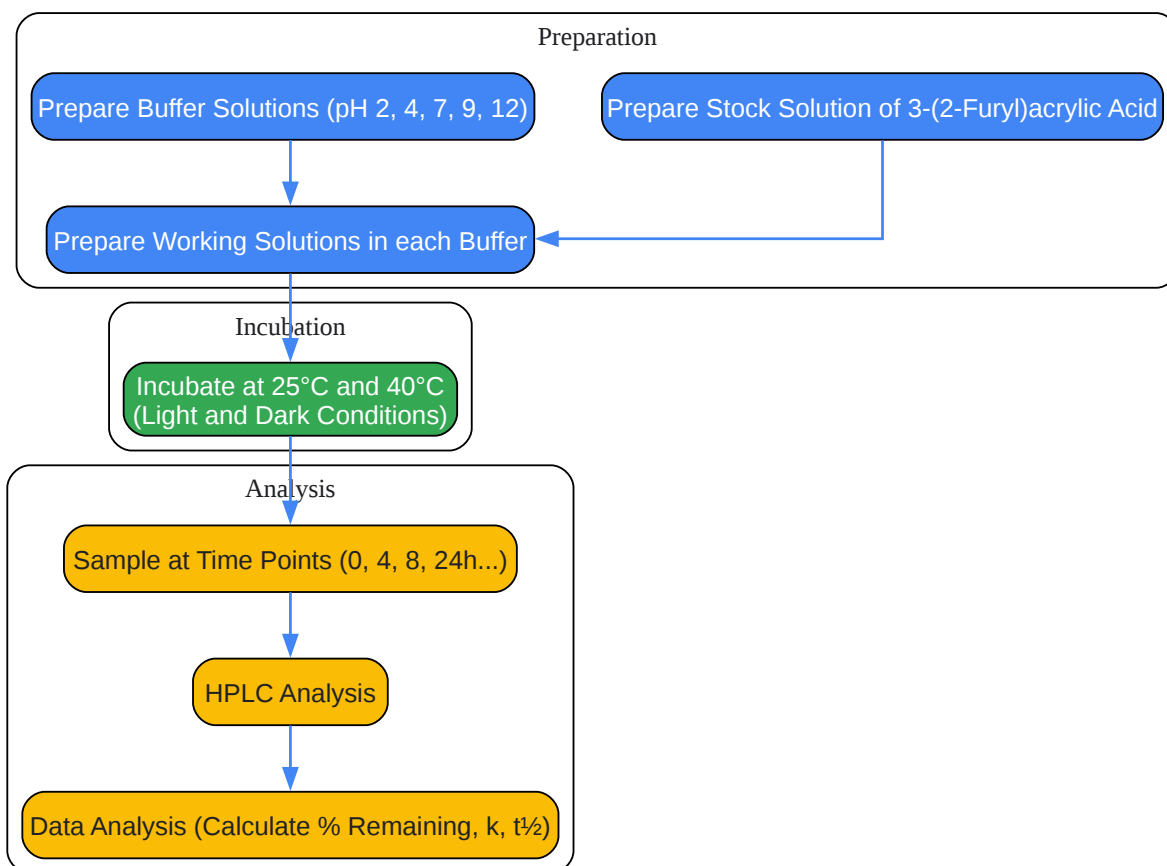 Preparation
Prepare Buffer Solutions (pH 2, 4, 7, 9, 12)
Prepare Stock Solution of 3-(2-Furyl)acrylic Acid
Prepare Working Solutions in each Buffer
Incubation
Incubate at 25°C and 40°C
(Light and Dark Conditions)
Analysis
Sample at Time Points (0, 4, 8, 24h...)
HPLC Analysis
Data Analysis (Calculate % Remaining, k, t½)